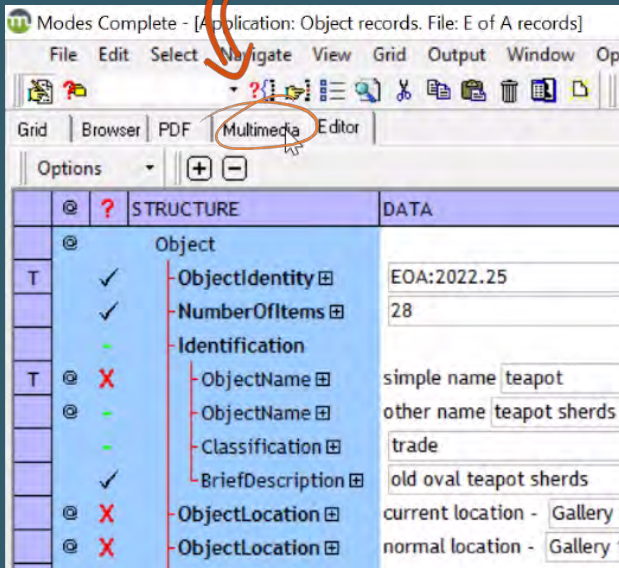 Modes Complete - [Application: Object records. File: E of A records]
File Edit Select Navigate View Grid Output Window Op
Grid Browser PDF Multimedia Editor
Options
@ ? STRUCTURE DATA
@ Object
T ✓ ObjectIdentity EOA:2022.25
✓ NumberOfItems 28
- Identification
T @ X ObjectName simple name teapot
@ - ObjectName other name teapot sherds
- Classification trade
✓ BriefDescription old oval teapot sherds
@ X ObjectLocation current location - Gallery
@ X ObjectLocation normal location - Gallery